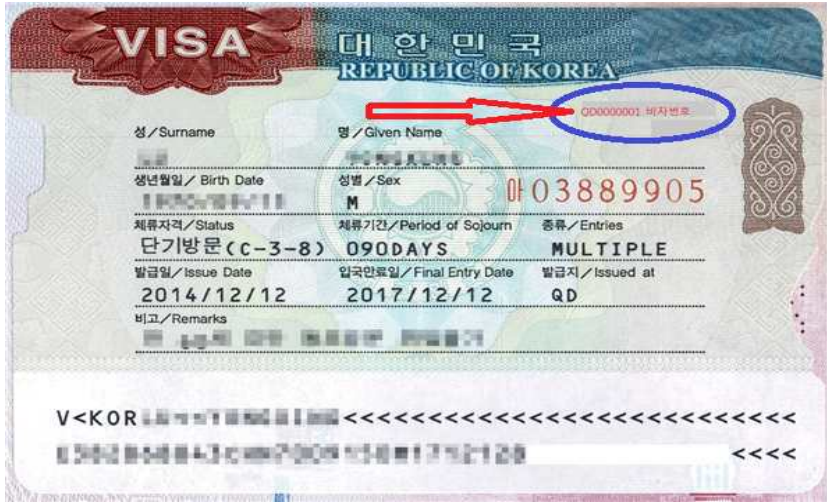 VISA 대한민국
REPUBLIC OF KOREA
QD0000001 비자번호
성/Surname 명/Given Name
생년월일/ Birth Date 성별/Sex
M 아03889905
체류자격/Status 체류기간/Period of Sojourn 종류/Entries
단기방문(C-3-8) 090DAYS MULTIPLE
발급일/Issue Date 입국만료일/Final Entry Date 발급지/Issued at
2014/12/12 2017/12/12 QD
비고/Remarks
V<KOR <<<<<<<<<<<<<<<<<<<<<<<<<<<<
<<<<